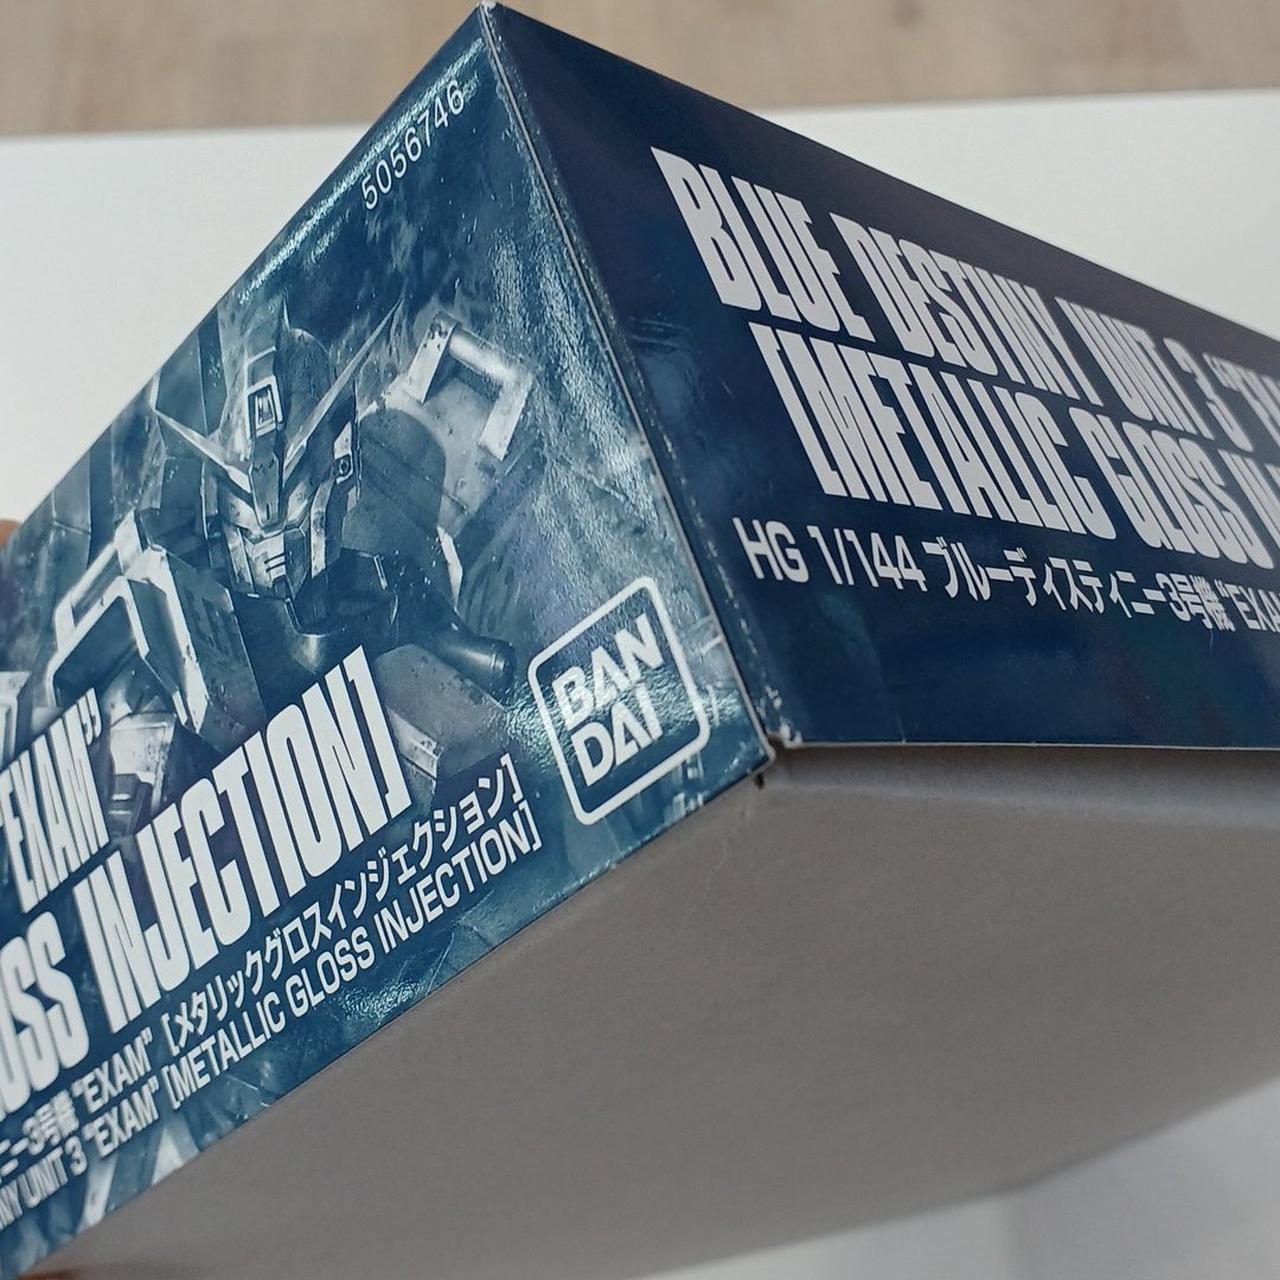 5056746
"EXAM"
OSS INJECTION]
ニー3号機 "EXAM" [メタリックグロスインジェクション]
NY UNIT 3 "EXAM" [METALLIC GLOSS INJECTION]
BAN
DAI
BLUE DESTINY UNIT 3 "EXA
[METALLIC GLOSS IN
HG 1/144 ブルーディスティニー3号機 "EXAM